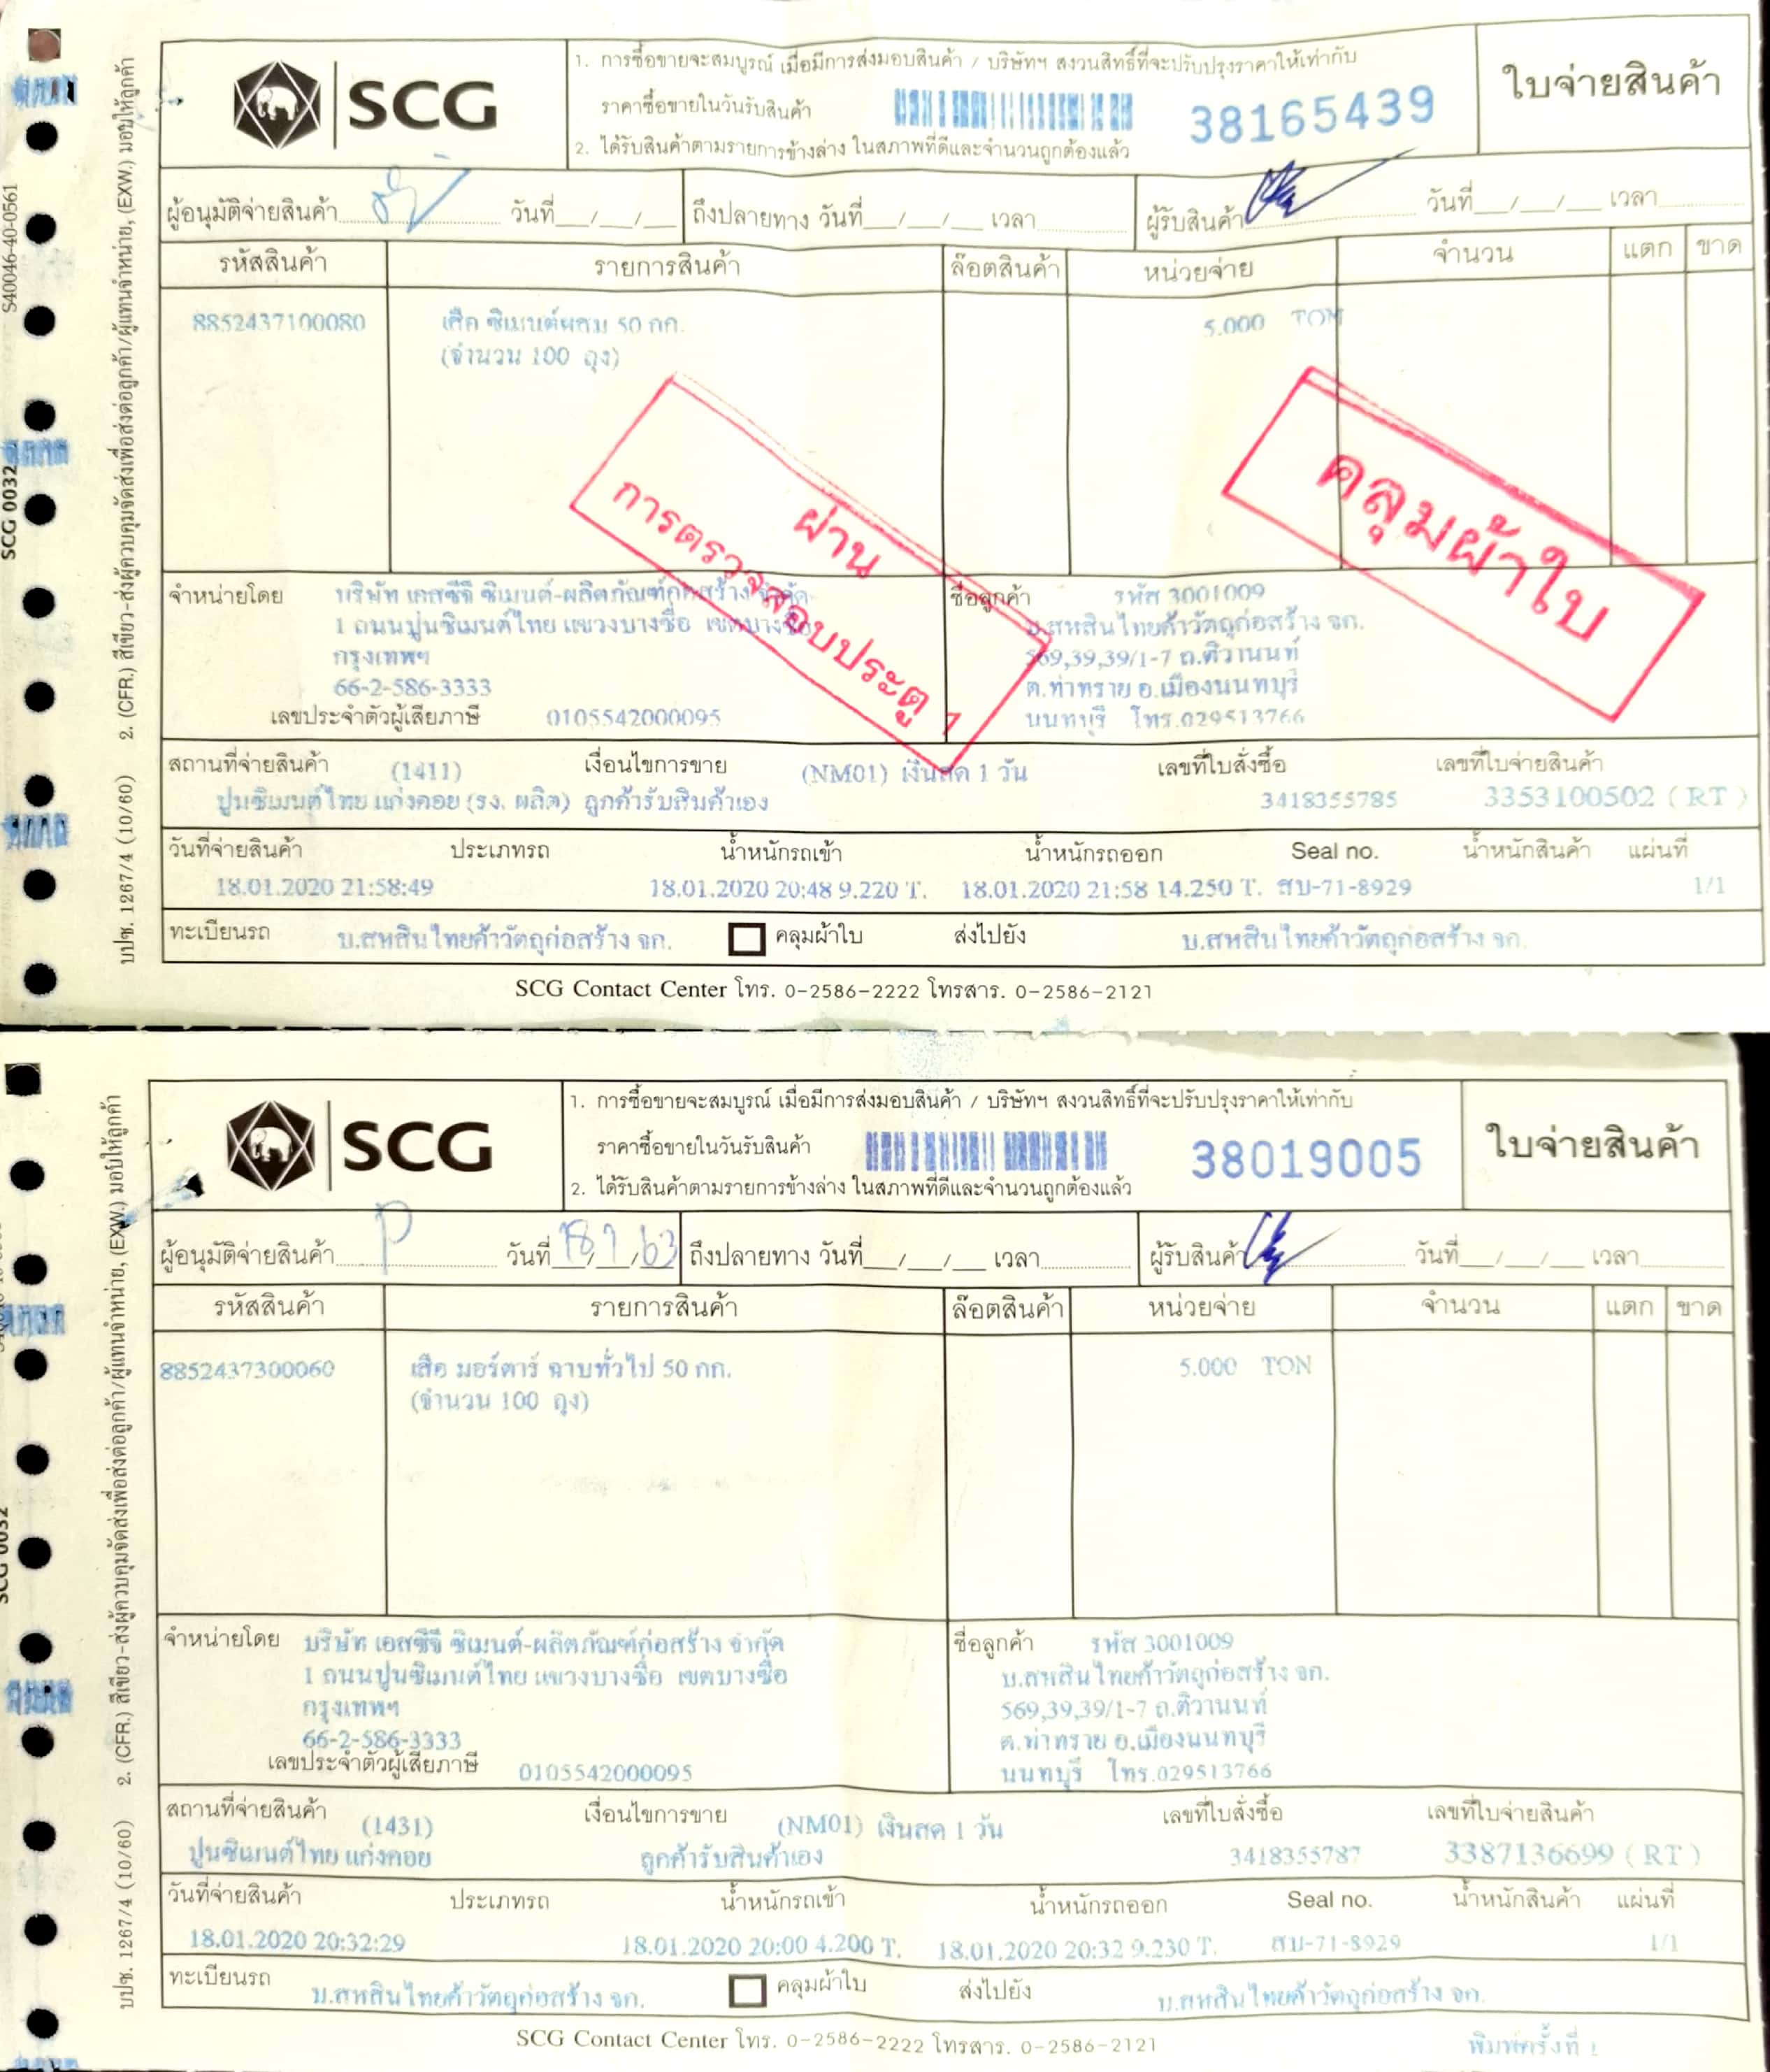 SCG
1. การซื้อขายจะสมบูรณ์ เมื่อมีการส่งมอบสินค้า / บริษัทฯ สงวนสิทธิ์ที่จะปรับปรุงราคาให้เท่ากับ
ราคาซื้อขายในวันรับสินค้า
38165439
2. ได้รับสินค้าตามรายการข้างล่าง ในสภาพที่ดีและจำนวนถูกต้องแล้ว
ใบจ่ายสินค้า
ผู้อนุมัติจ่ายสินค้า วันที่ / / ถึงปลายทาง วันที่ / / เวลา ผู้รับสินค้า วันที่ / / เวลา
รหัสสินค้า รายการสินค้า ล๊อตสินค้า หน่วยจ่าย จำนวน แตก ขาด
8852437100080 เสือ ซิเมนต์ผสม 50 กก. 5.000 TON
(จำนวน 100 ถุง)
ผ่าน
การตรวจสอบประตู 1
คลุมผ้าใบ
จำหน่ายโดย บริษัท เอสซีจี ซิเมนต์-ผลิตภัณฑ์ก่อสร้าง จำกัด ชื่อลูกค้า รหัส 3001009
1 ถนนปูนซิเมนต์ไทย แขวงบางซื่อ เขตบางซื่อ บ.สหสินไทยค้าวัตถุก่อสร้าง จก.
กรุงเทพฯ 569,39,39/1-7 ถ.ติวานนท์
66-2-586-3333 ต.ท่าทราย อ.เมืองนนทบุรี
เลขประจำตัวผู้เสียภาษี 0105542000095 นนทบุรี โทร.029513766
สถานที่จ่ายสินค้า (1411) เงื่อนไขการขาย (NM01) เงินสด 1 วัน เลขที่ใบสั่งซื้อ เลขที่ใบจ่ายสินค้า
ปูนซิเมนต์ไทย แก่งคอย (รง. ผลิต) ลูกค้ารับสินค้าเอง 3418355785 3353100502 ( RT )
วันที่จ่ายสินค้า ประเภทรถ น้ำหนักรถเข้า น้ำหนักรถออก Seal no. น้ำหนักสินค้า แผ่นที่
18.01.2020 21:58:49 18.01.2020 20:48 9.220 T. 18.01.2020 21:58 14.250 T. สบ-71-8929 1/1
ทะเบียนรถ บ.สหสินไทยค้าวัตถุก่อสร้าง จก. คลุมผ้าใบ ส่งไปยัง บ.สหสินไทยค้าวัตถุก่อสร้าง จก.
SCG Contact Center โทร. 0-2586-2222 โทรสาร. 0-2586-2121
บปช. 1267/4 (10/60) 2. (CFR.) สีเขียว-ส่งผู้ควบคุมจัดส่งเพื่อส่งต่อลูกค้า/ผู้แทนจำหน่าย, (EXW.) มอบให้ลูกค้า
SCG 0032
S40046-40-0561
SCG
1. การซื้อขายจะสมบูรณ์ เมื่อมีการส่งมอบสินค้า / บริษัทฯ สงวนสิทธิ์ที่จะปรับปรุงราคาให้เท่ากับ
ราคาซื้อขายในวันรับสินค้า
38019005
2. ได้รับสินค้าตามรายการข้างล่าง ในสภาพที่ดีและจำนวนถูกต้องแล้ว
ใบจ่ายสินค้า
ผู้อนุมัติจ่ายสินค้า วันที่ 18/1/63 ถึงปลายทาง วันที่ / / เวลา ผู้รับสินค้า วันที่ / / เวลา
รหัสสินค้า รายการสินค้า ล๊อตสินค้า หน่วยจ่าย จำนวน แตก ขาด
8852437300060 เสือ มอร์ตาร์ ฉาบทั่วไป 50 กก. 5.000 TON
(จำนวน 100 ถุง)
จำหน่ายโดย บริษัท เอสซีจี ซิเมนต์-ผลิตภัณฑ์ก่อสร้าง จำกัด ชื่อลูกค้า รหัส 3001009
1 ถนนปูนซิเมนต์ไทย แขวงบางซื่อ เขตบางซื่อ บ.สหสินไทยค้าวัตถุก่อสร้าง จก.
กรุงเทพฯ 569,39,39/1-7 ถ.ติวานนท์
66-2-586-3333 ต.ท่าทราย อ.เมืองนนทบุรี
เลขประจำตัวผู้เสียภาษี 0105542000095 นนทบุรี โทร.029513766
สถานที่จ่ายสินค้า (1431) เงื่อนไขการขาย (NM01) เงินสด 1 วัน เลขที่ใบสั่งซื้อ เลขที่ใบจ่ายสินค้า
ปูนซิเมนต์ไทย แก่งคอย ลูกค้ารับสินค้าเอง 3418355787 3387136699 ( RT )
วันที่จ่ายสินค้า ประเภทรถ น้ำหนักรถเข้า น้ำหนักรถออก Seal no. น้ำหนักสินค้า แผ่นที่
18.01.2020 20:32:29 18.01.2020 20:00 4.200 T. 18.01.2020 20:32 9.230 T. สบ-71-8929 1/1
ทะเบียนรถ บ.สหสินไทยค้าวัตถุก่อสร้าง จก. คลุมผ้าใบ ส่งไปยัง บ.สหสินไทยค้าวัตถุก่อสร้าง จก.
SCG Contact Center โทร. 0-2586-2222 โทรสาร. 0-2586-2121
พิมพ์ครั้งที่ 1
บปช. 1267/4 (10/60) 2. (CFR.) สีเขียว-ส่งผู้ควบคุมจัดส่งเพื่อส่งต่อลูกค้า/ผู้แทนจำหน่าย, (EXW.) มอบให้ลูกค้า